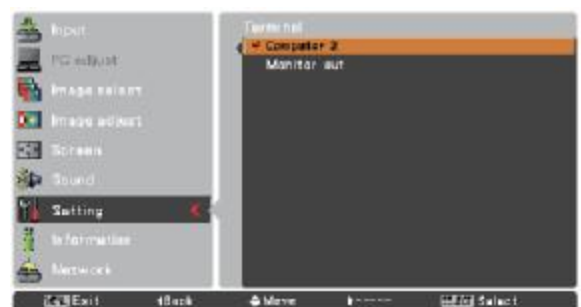 Input
PC adjust
Image select
Image adjust
Screen
Sound
Setting
Information
Network
Terminal
Computer 2
Monitor out
Exit
Back
Move
-----
Select